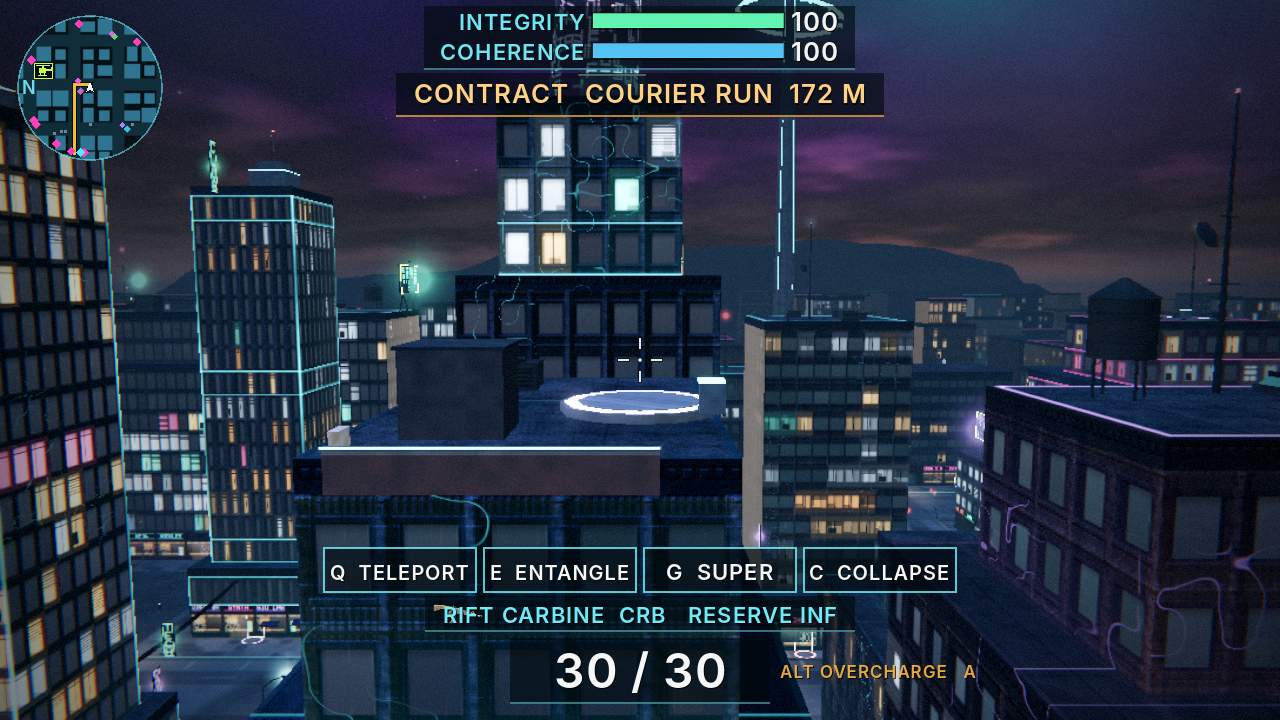 INTEGRITY 100
COHERENCE 100
CONTRACT COURIER RUN 172 M
N
Q TELEPORT
E ENTANGLE
G SUPER
C COLLAPSE
RIFT CARBINE CRB RESERVE INF
30 / 30
ALT OVERCHARGE A